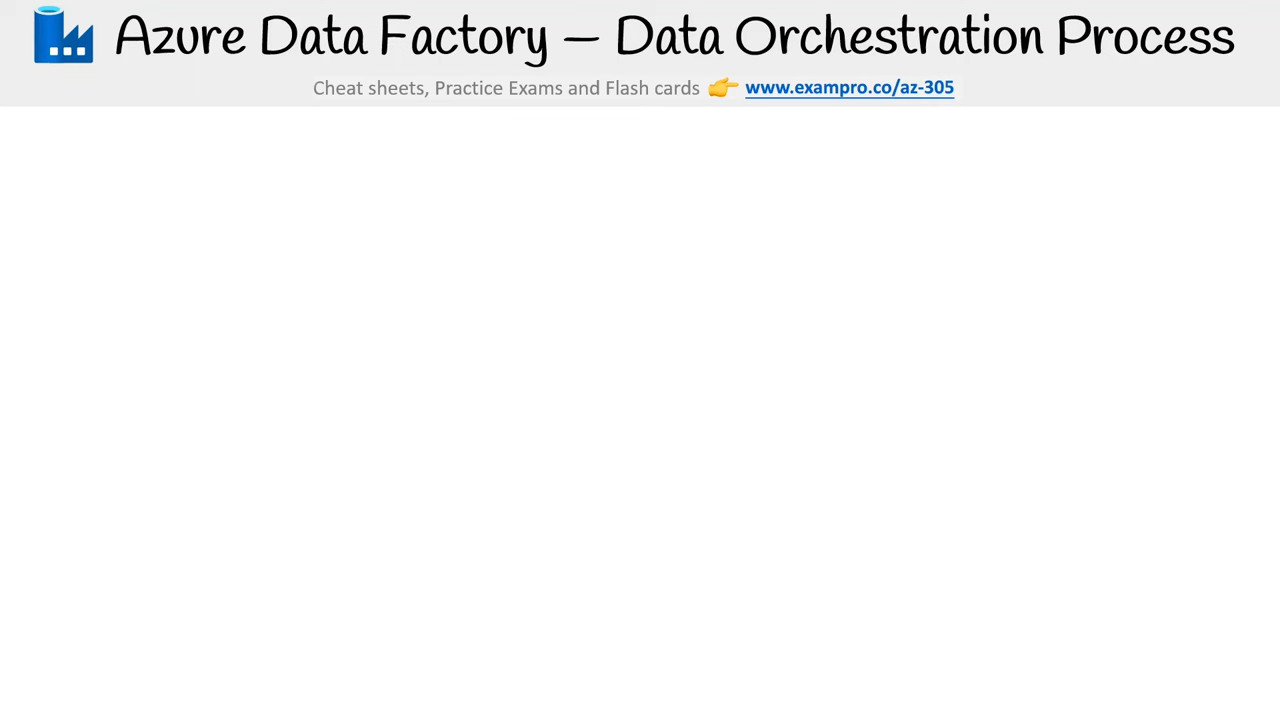 Azure Data Factory – Data Orchestration Process
Cheat sheets, Practice Exams and Flash cards 👉 www.exampro.co/az-305